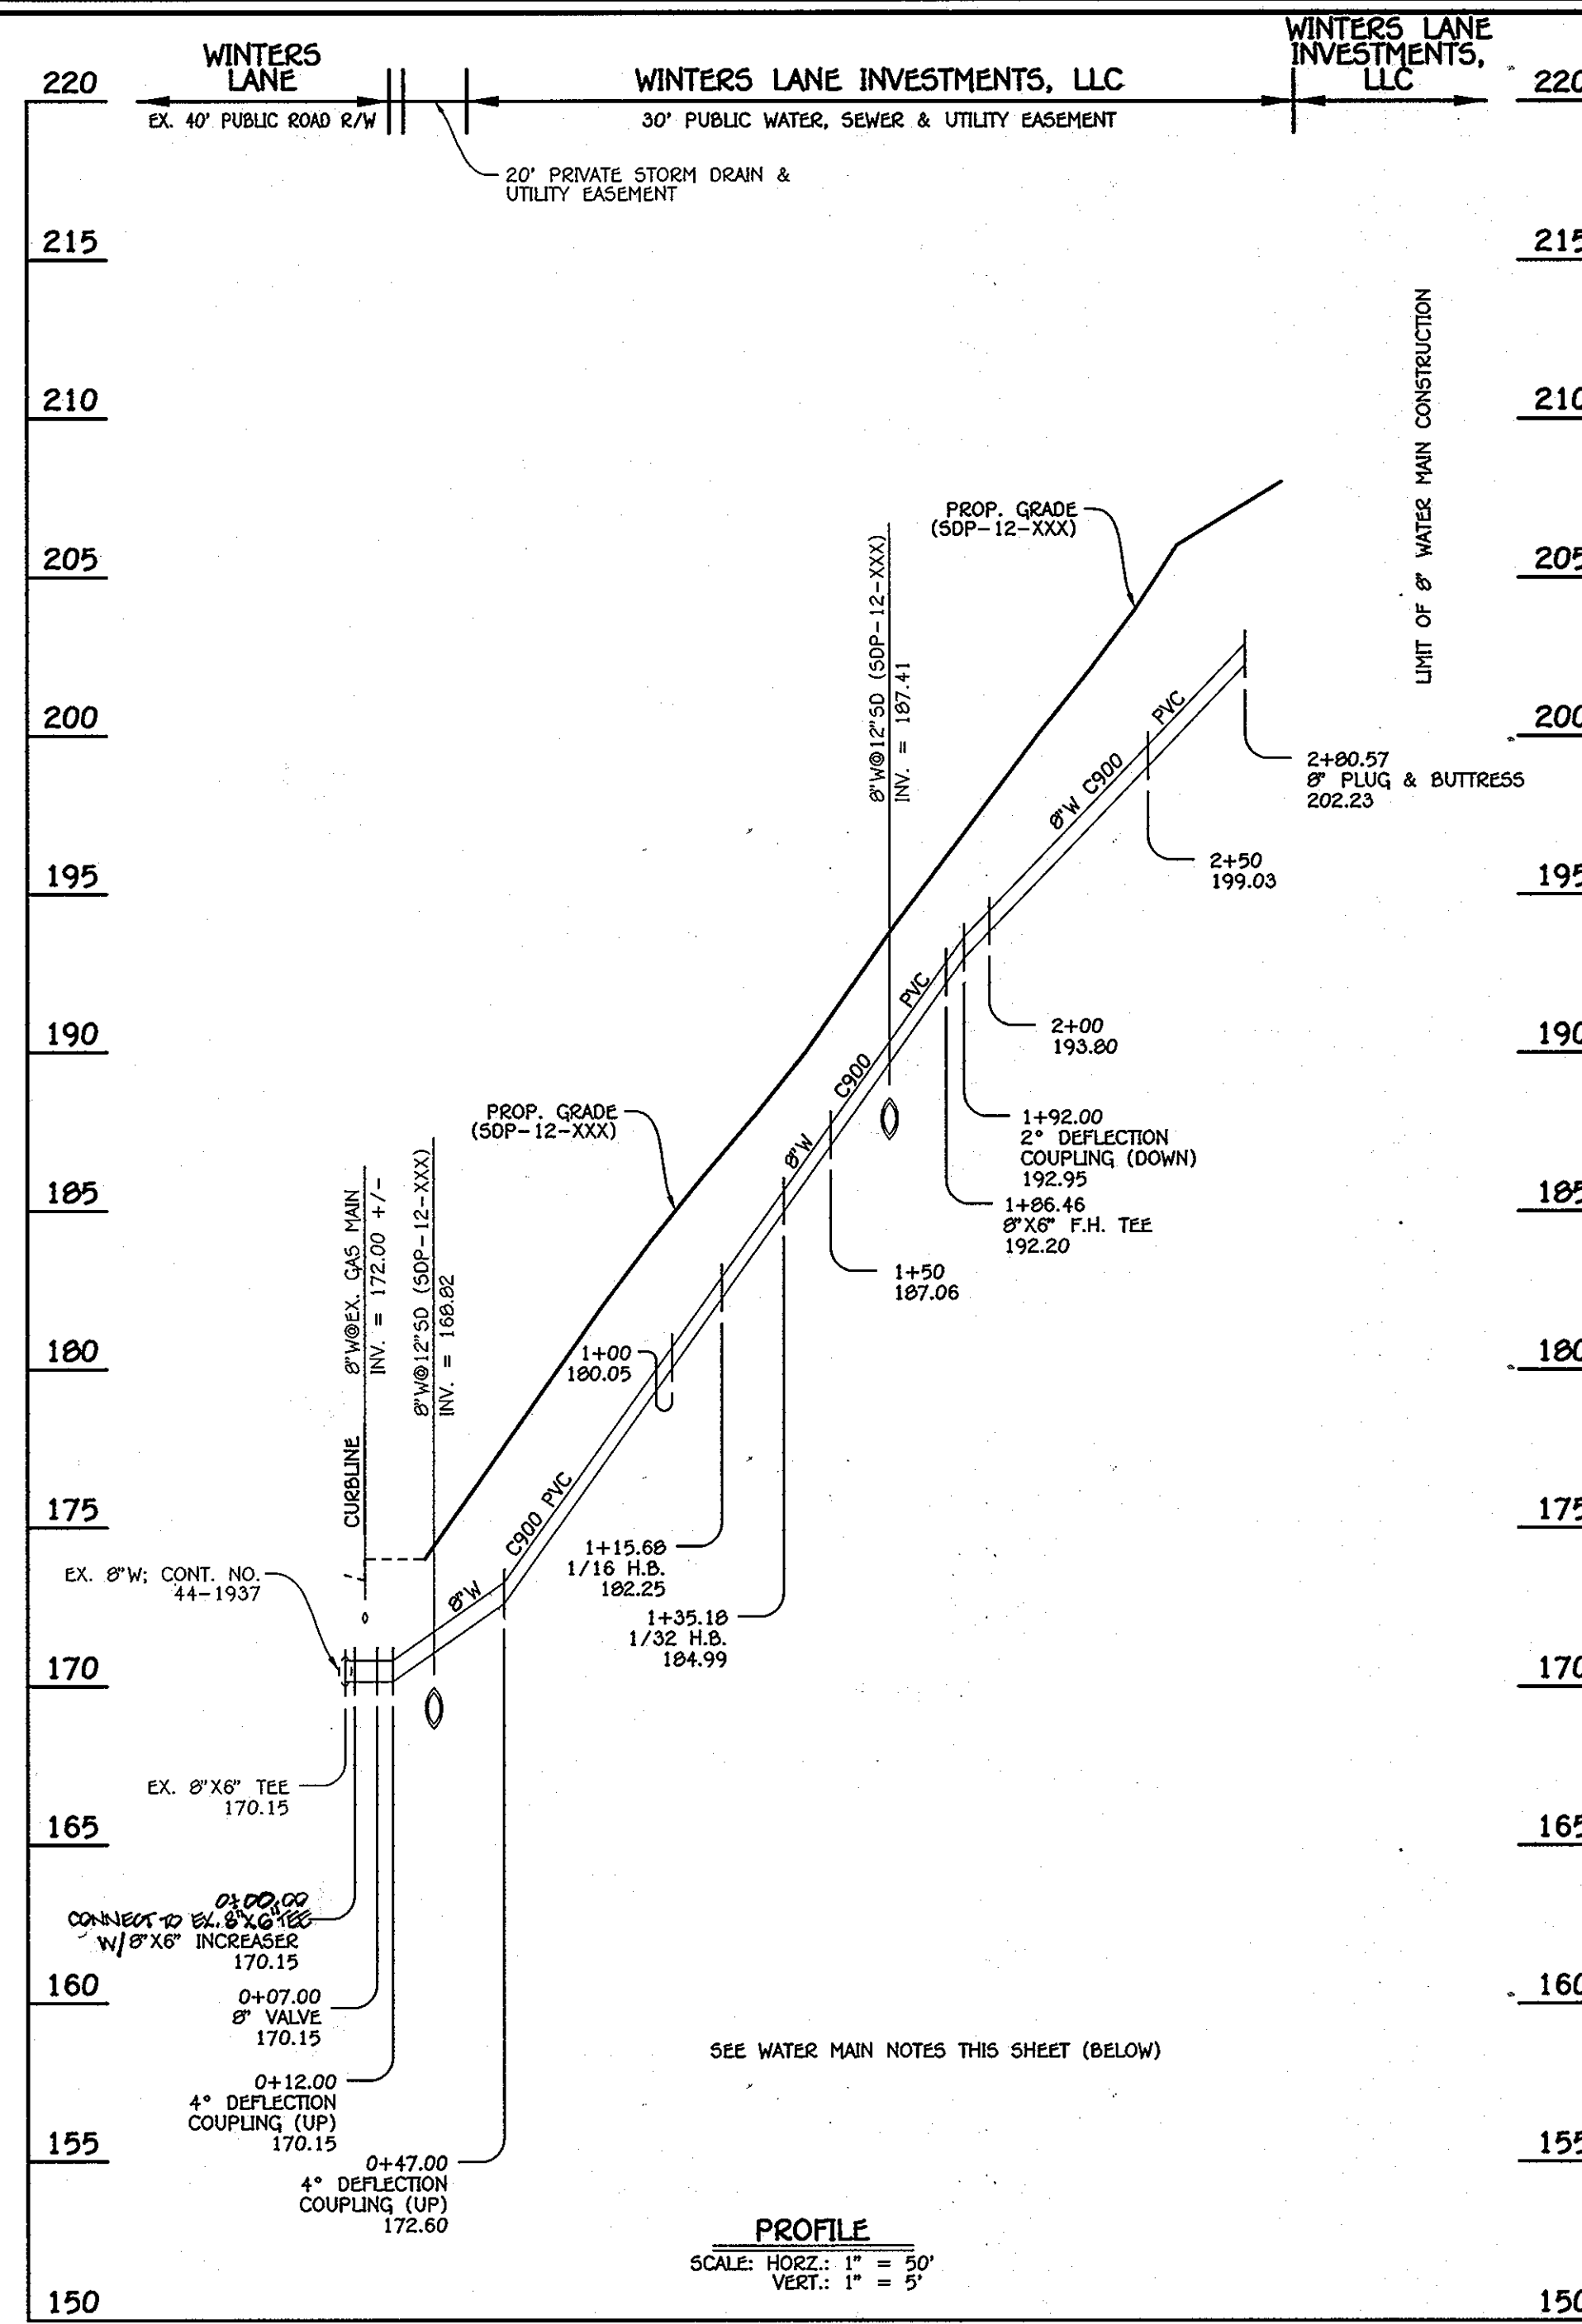 WINTERS
LANE
EX. 40' PUBLIC ROAD R/W
WINTERS LANE INVESTMENTS, LLC
30' PUBLIC WATER, SEWER & UTILITY EASEMENT
WINTERS LANE
INVESTMENTS,
LLC
20' PRIVATE STORM DRAIN &
UTILITY EASEMENT
220
215
210
205
200
195
190
185
180
175
170
165
160
155
150
220
215
210
205
200
195
190
185
180
175
170
165
160
155
150
LIMIT OF 8" WATER MAIN CONSTRUCTION
PROP. GRADE
(SDP-12-XXX)
8"W@12"SD (SDP-12-XXX)
INV. = 187.41
PVC
8"W C900
2+80.57
8" PLUG & BUTTRESS
202.23
2+50
199.03
2+00
193.80
1+92.00
2° DEFLECTION
COUPLING (DOWN)
192.95
1+86.46
8"X6" F.H. TEE
192.20
PVC
C900
8"W
1+50
187.06
PROP. GRADE
(SDP-12-XXX)
CURBLINE
8"W@EX. GAS MAIN
INV. = 172.00 +/-
8"W@12"SD (SDP-12-XXX)
INV. = 168.82
1+00
180.05
C900 PVC
8"W
1+15.68
1/16 H.B.
182.25
1+35.18
1/32 H.B.
184.99
EX. 8"W; CONT. NO.
44-1937
EX. 8"X6" TEE
170.15
0+00.00
CONNECT TO EX. 8"X6" TEE
W/8"X6" INCREASER
170.15
0+07.00
8" VALVE
170.15
0+12.00
4° DEFLECTION
COUPLING (UP)
170.15
0+47.00
4° DEFLECTION
COUPLING (UP)
172.60
SEE WATER MAIN NOTES THIS SHEET (BELOW)
PROFILE
SCALE: HORZ.: 1" = 50'
VERT.: 1" = 5'